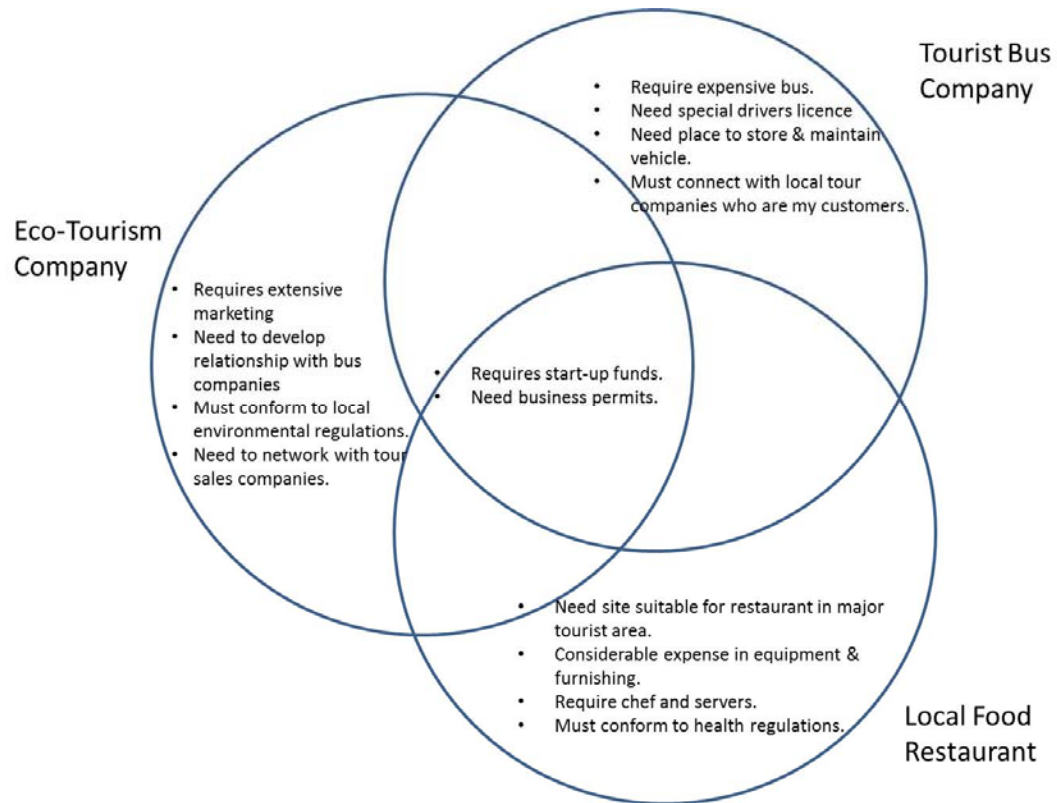 Tourist Bus
Company
• Require expensive bus.
• Need special drivers licence
• Need place to store & maintain
vehicle.
• Must connect with local tour
companies who are my customers.
Eco-Tourism
Company
• Requires extensive
marketing
• Need to develop
relationship with bus
companies
• Must conform to local
environmental regulations.
• Need to network with tour
sales companies.
• Requires start-up funds.
• Need business permits.
• Need site suitable for restaurant in major
tourist area.
• Considerable expense in equipment &
furnishing.
• Require chef and servers.
• Must conform to health regulations.
Local Food
Restaurant